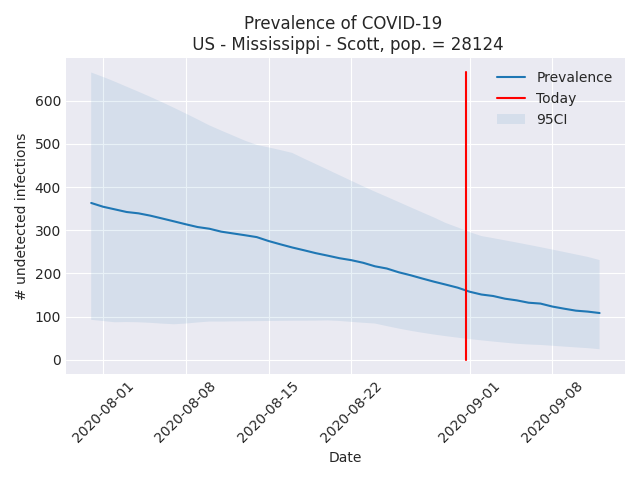 Prevalence of COVID-19
US - Mississippi - Scott, pop. = 28124
Prevalence
Today
95CI
# undetected infections
600
500
400
300
200
100
0
2020-08-01
2020-08-08
2020-08-15
2020-08-22
2020-09-01
2020-09-08
Date